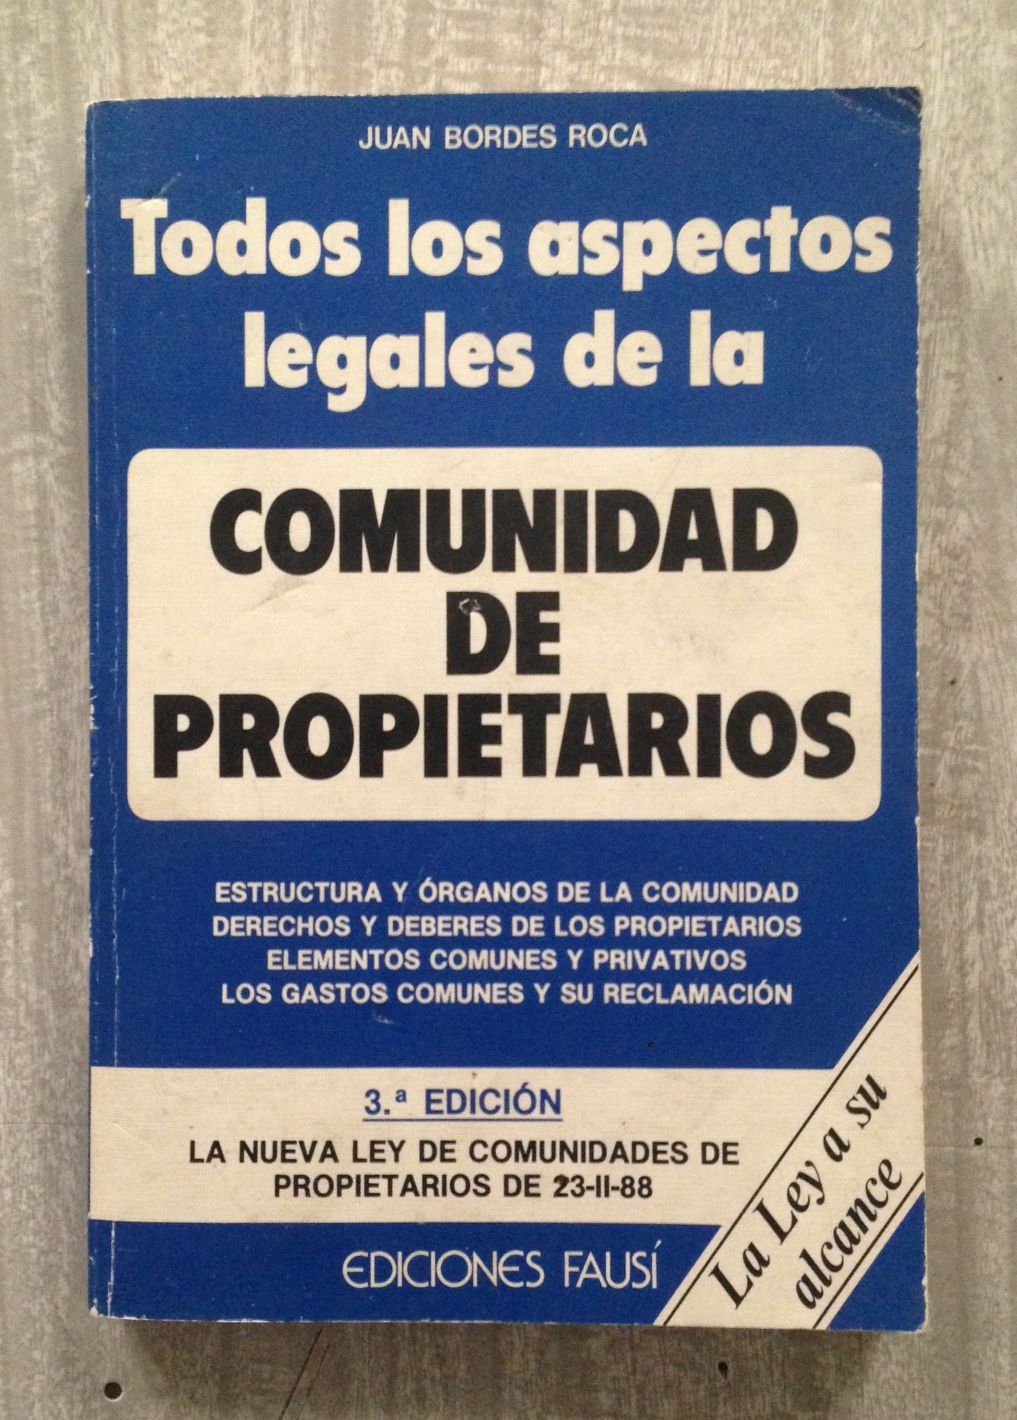 JUAN BORDES ROCA
Todos los aspectos
legales de la
COMUNIDAD
DE
PROPIETARIOS
ESTRUCTURA Y ÓRGANOS DE LA COMUNIDAD
DERECHOS Y DEBERES DE LOS PROPIETARIOS
ELEMENTOS COMUNES Y PRIVATIVOS
LOS GASTOS COMUNES Y SU RECLAMACIÓN
3.ª EDICIÓN
LA NUEVA LEY DE COMUNIDADES DE
PROPIETARIOS DE 23-II-88
La Ley a su
alcance
EDICIONES FAUSÍ